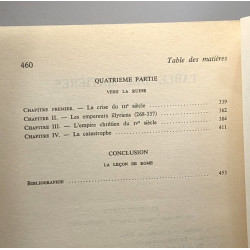 460 Table des matières
QUATRIEME PARTIE
VERS LA RUINE
CHAPITRE PREMIER. — La crise du IIIe siècle 339
CHAPITRE II. — Les empereurs illyriens (268-337) 362
CHAPITRE III. — L'empire chrétien du IVe siècle 384
CHAPITRE IV. — La catastrophe 411
CONCLUSION
LA LEÇON DE ROME
BIBLIOGRAPHIE 453